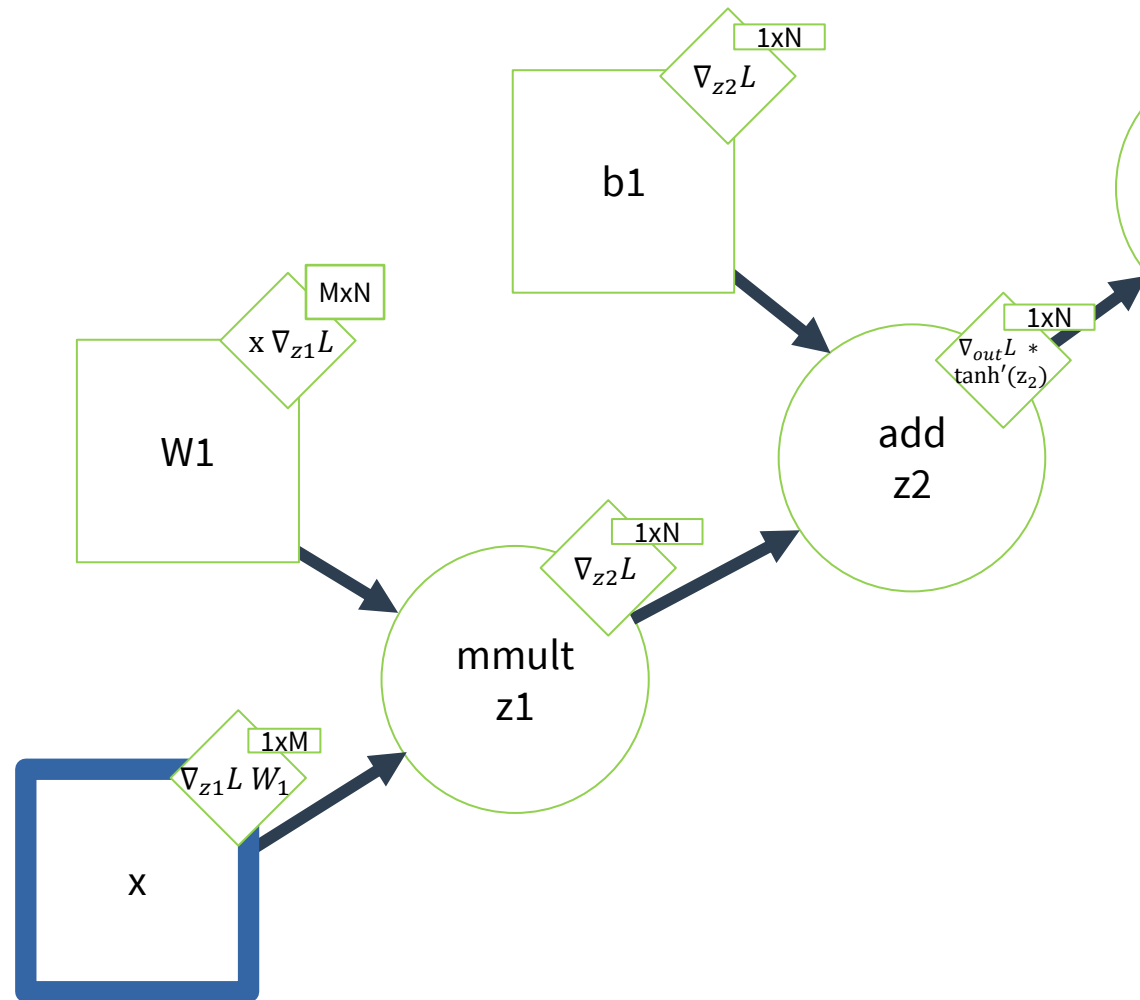 1xN
∇z2L
b1
MxN
x ∇z1L
W1
1xN
∇outL *
tanh′(z2)
add
z2
1xN
∇z2L
mmult
z1
1xM
∇z1L W1
x